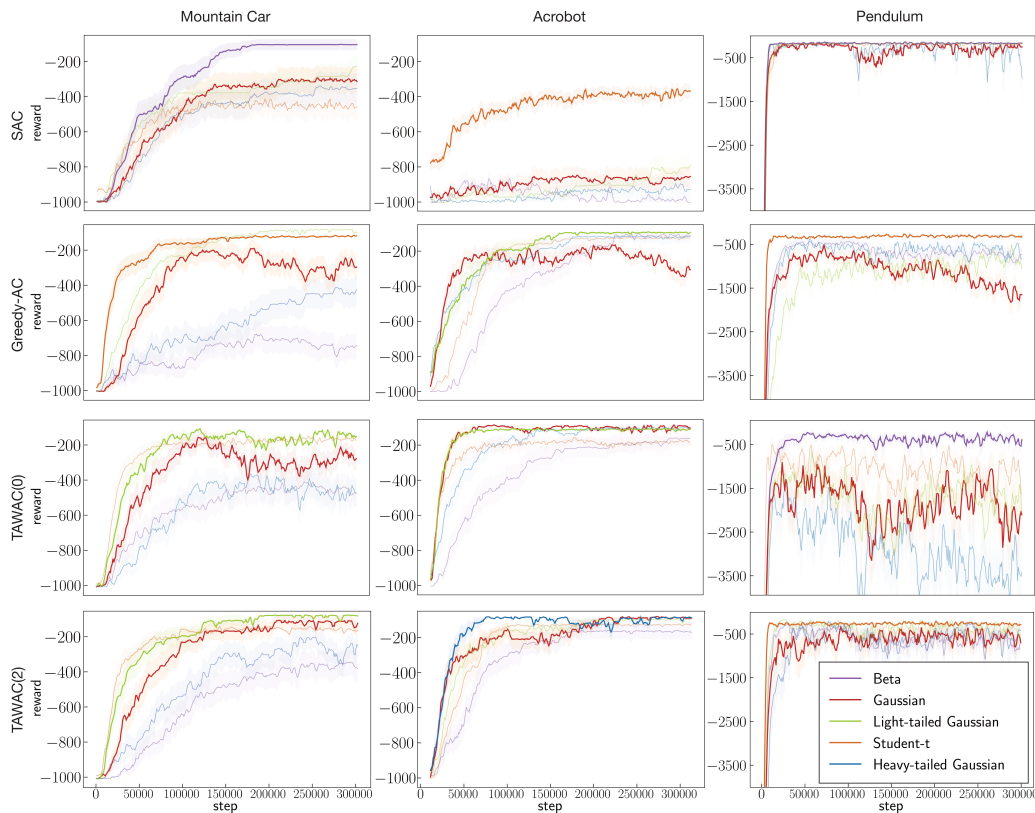 Mountain Car Acrobot Pendulum
SAC
reward
−200
−400
−600
−800
−1000
−200
−400
−600
−800
−1000
−500
−1500
−2500
−3500
Greedy-AC
reward
−200
−400
−600
−800
−1000
−200
−400
−600
−800
−1000
−500
−1500
−2500
−3500
TAWAC(0)
reward
−200
−400
−600
−800
−1000
−200
−400
−600
−800
−1000
−500
−1500
−2500
−3500
TAWAC(2)
reward
−200
−400
−600
−800
−1000
−200
−400
−600
−800
−1000
−500
−1500
−2500
−3500
Beta
Gaussian
Light-tailed Gaussian
Student-t
Heavy-tailed Gaussian
0 50000 100000 150000 200000 250000 300000
step
0 50000 100000 150000 200000 250000 300000
step
0 50000 100000 150000 200000 250000 300000
step